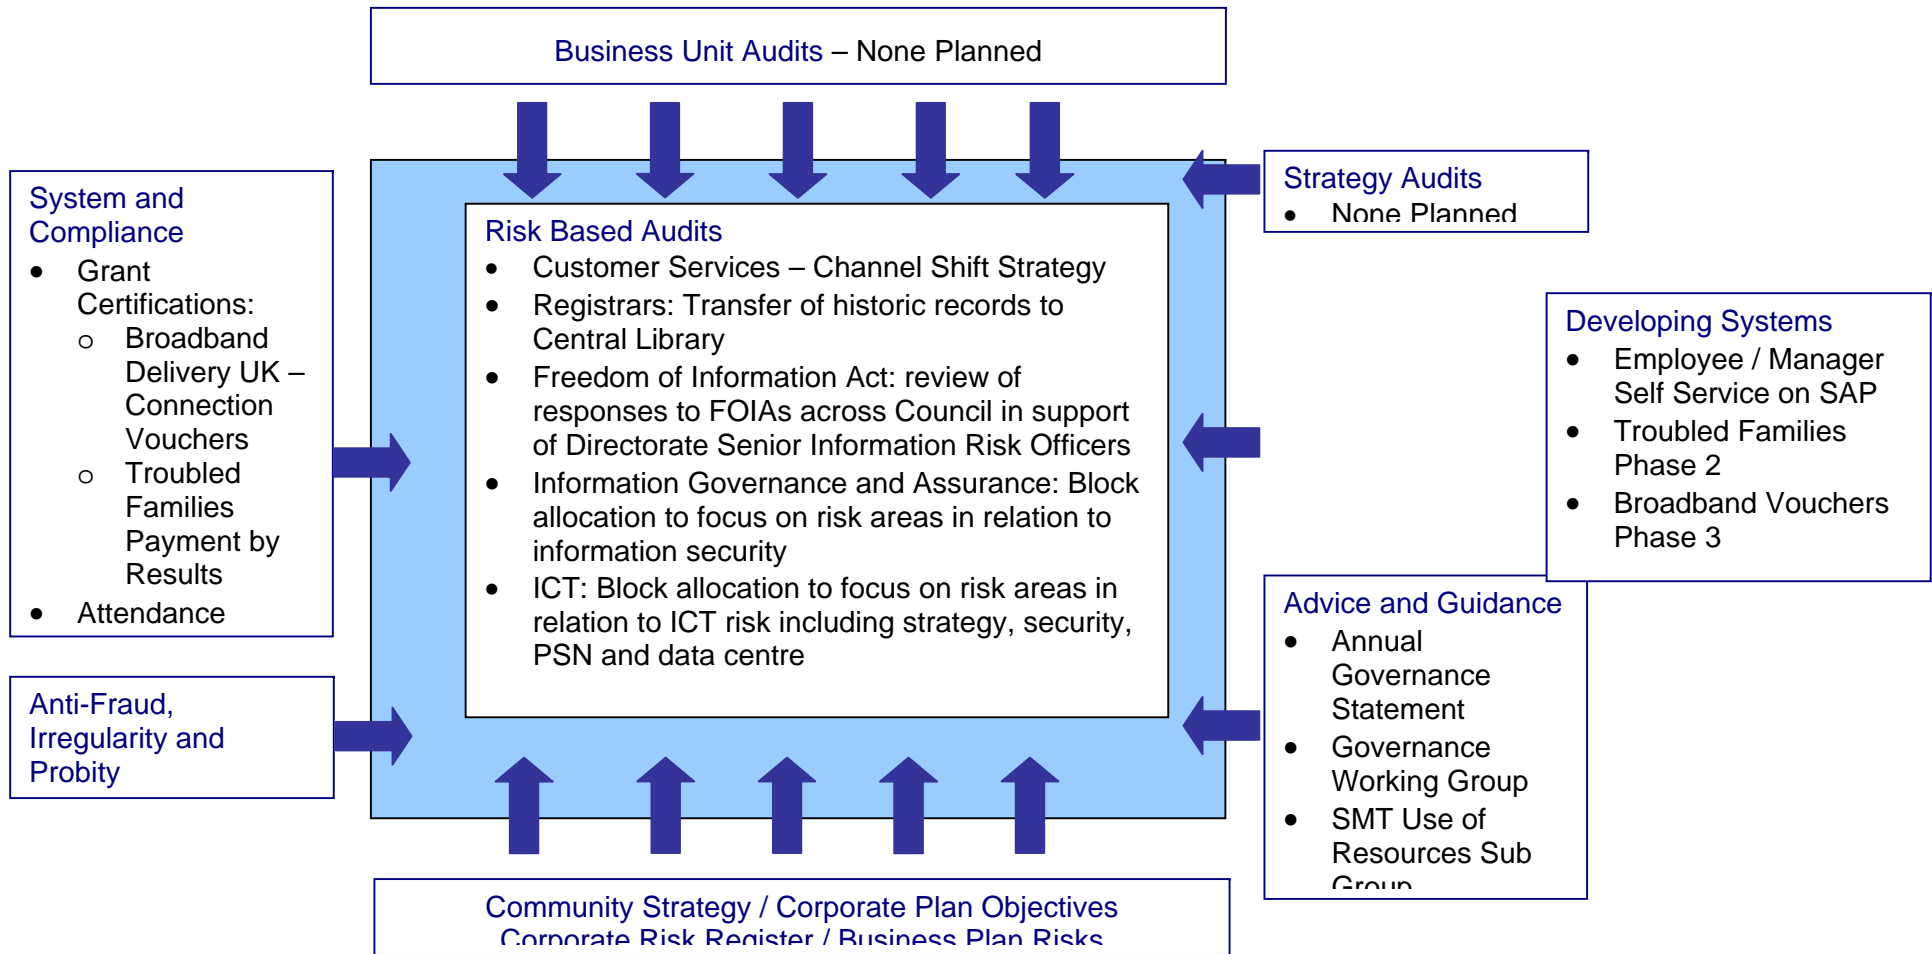 Business Unit Audits – None Planned
System and
Compliance
• Grant
Certifications:
o Broadband
Delivery UK –
Connection
Vouchers
o Troubled
Families
Payment by
Results
• Attendance
Anti-Fraud,
Irregularity and
Probity
Risk Based Audits
• Customer Services – Channel Shift Strategy
• Registrars: Transfer of historic records to
Central Library
• Freedom of Information Act: review of
responses to FOIAs across Council in support
of Directorate Senior Information Risk Officers
• Information Governance and Assurance: Block
allocation to focus on risk areas in relation to
information security
• ICT: Block allocation to focus on risk areas in
relation to ICT risk including strategy, security,
PSN and data centre
Strategy Audits
• None Planned
Developing Systems
• Employee / Manager
Self Service on SAP
• Troubled Families
Phase 2
• Broadband Vouchers
Phase 3
Advice and Guidance
• Annual
Governance
Statement
• Governance
Working Group
• SMT Use of
Resources Sub
Group
Community Strategy / Corporate Plan Objectives
Corporate Risk Register / Business Plan Risks